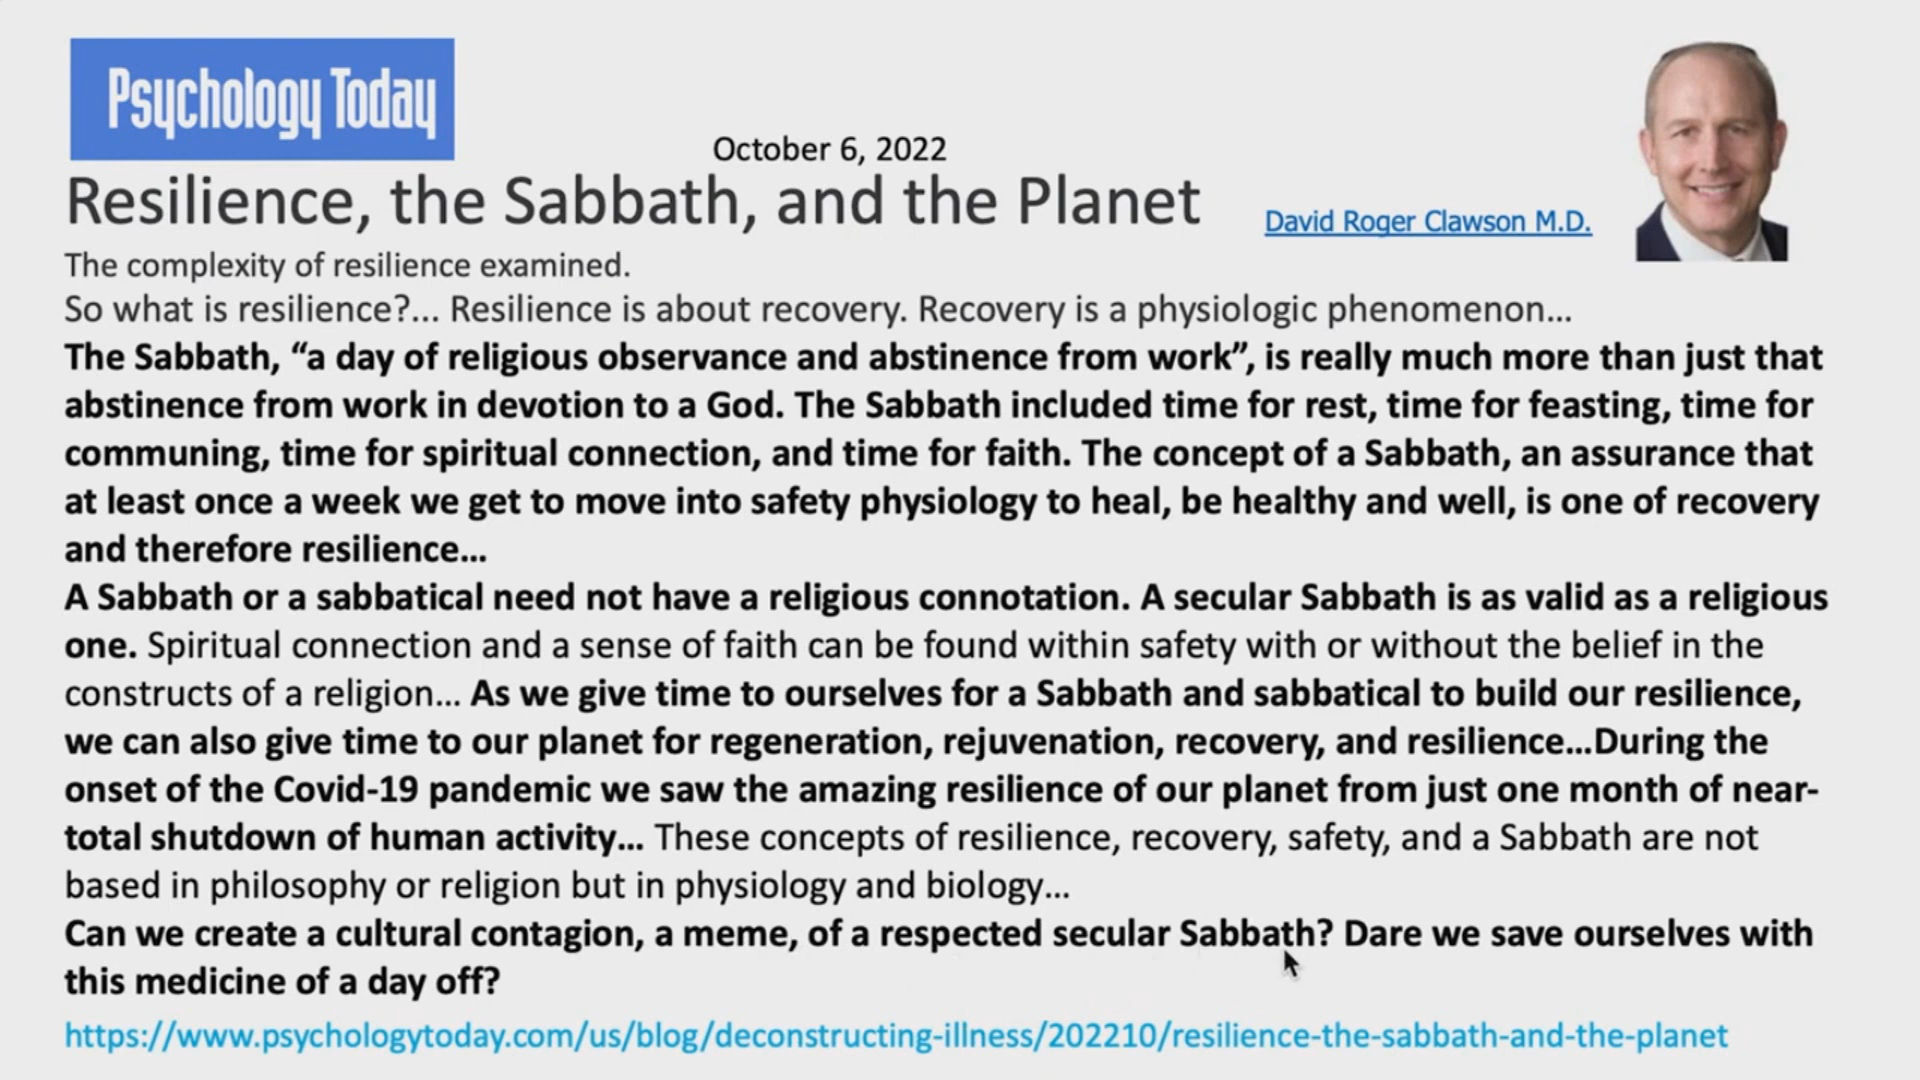 Psychology Today
October 6, 2022
Resilience, the Sabbath, and the Planet
David Roger Clawson M.D.
The complexity of resilience examined.
So what is resilience?... Resilience is about recovery. Recovery is a physiologic phenomenon...
The Sabbath, “a day of religious observance and abstinence from work”, is really much more than just that
abstinence from work in devotion to a God. The Sabbath included time for rest, time for feasting, time for
communing, time for spiritual connection, and time for faith. The concept of a Sabbath, an assurance that
at least once a week we get to move into safety physiology to heal, be healthy and well, is one of recovery
and therefore resilience...
A Sabbath or a sabbatical need not have a religious connotation. A secular Sabbath is as valid as a religious
one. Spiritual connection and a sense of faith can be found within safety with or without the belief in the
constructs of a religion... As we give time to ourselves for a Sabbath and sabbatical to build our resilience,
we can also give time to our planet for regeneration, rejuvenation, recovery, and resilience...During the
onset of the Covid-19 pandemic we saw the amazing resilience of our planet from just one month of near-
total shutdown of human activity... These concepts of resilience, recovery, safety, and a Sabbath are not
based in philosophy or religion but in physiology and biology...
Can we create a cultural contagion, a meme, of a respected secular Sabbath? Dare we save ourselves with
this medicine of a day off?
https://www.psychologytoday.com/us/blog/deconstructing-illness/202210/resilience-the-sabbath-and-the-planet